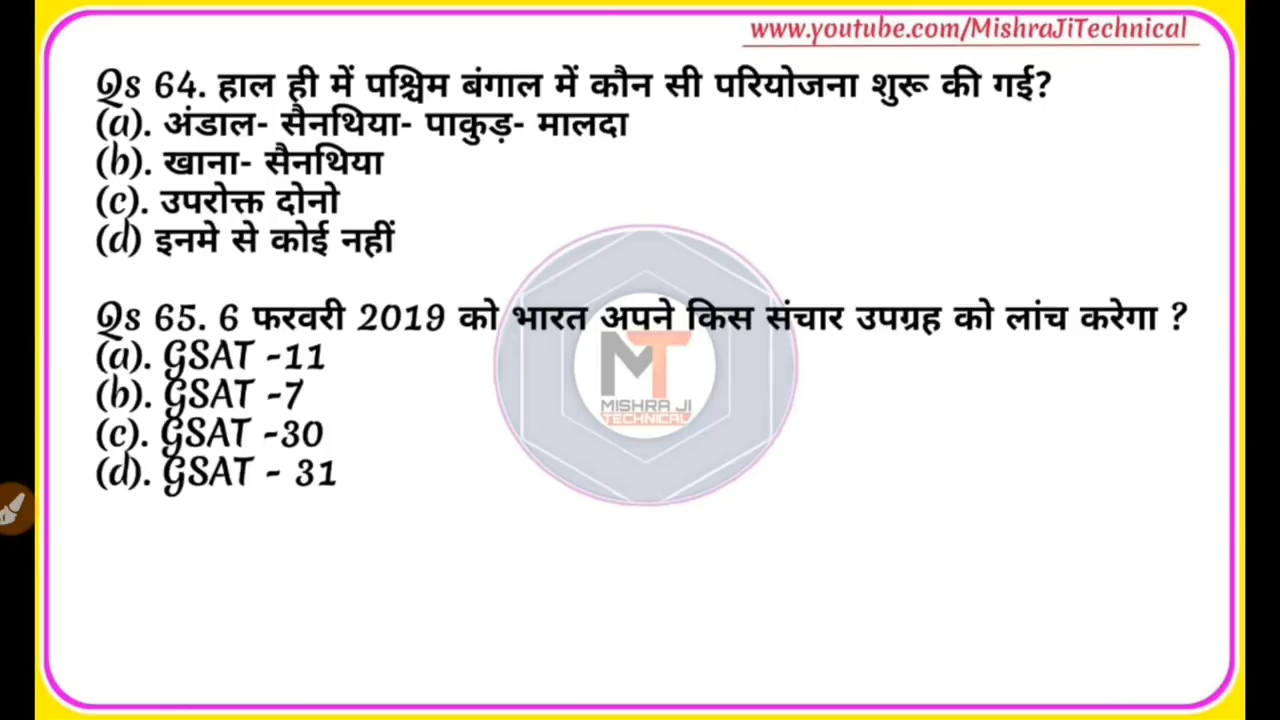 www.youtube.com/MishraJiTechnical
Qs 64. हाल ही में पश्चिम बंगाल में कौन सी परियोजना शुरू की गई?
(a). अंडाल- सैनथिया- पाकुड़- मालदा
(b). खाना- सैनथिया
(c). उपरोक्त दोनो
(d) इनमे से कोई नहीं
Qs 65. 6 फरवरी 2019 को भारत अपने किस संचार उपग्रह को लांच करेगा ?
(a). GSAT -11
(b). GSAT -7
(c). GSAT -30
(d). GSAT - 31
MT
MISHRA JI
TECHNICAL